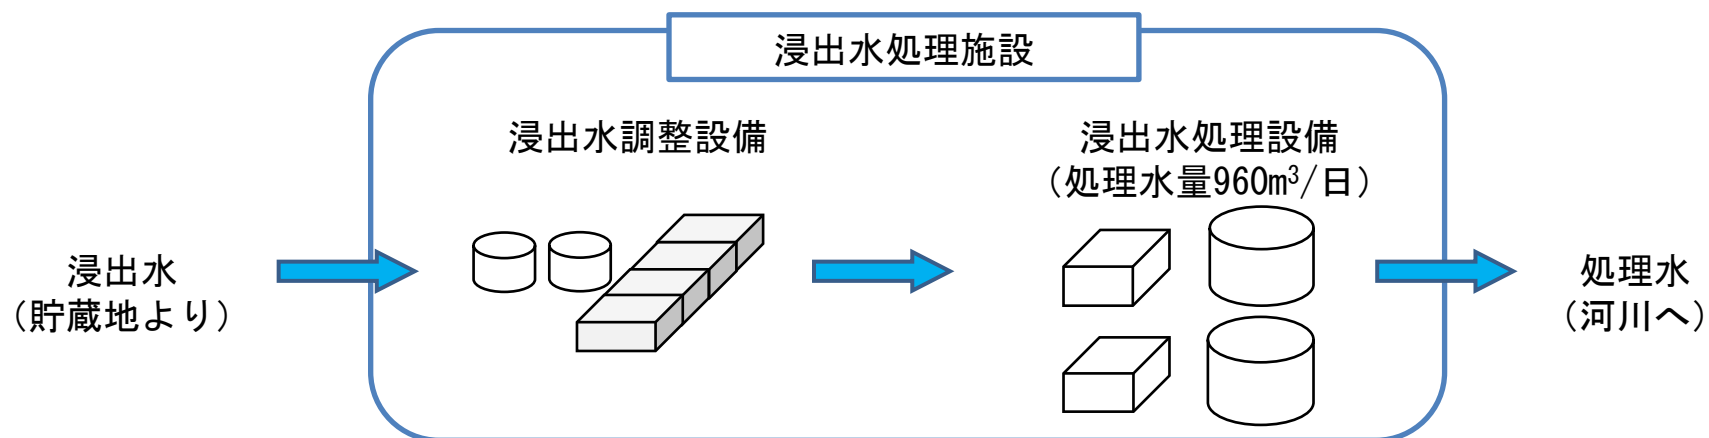 浸出水処理施設
浸出水調整設備
浸出水処理設備
（処理水量960m³/日）
浸出水
（貯蔵地より）
処理水
（河川へ）